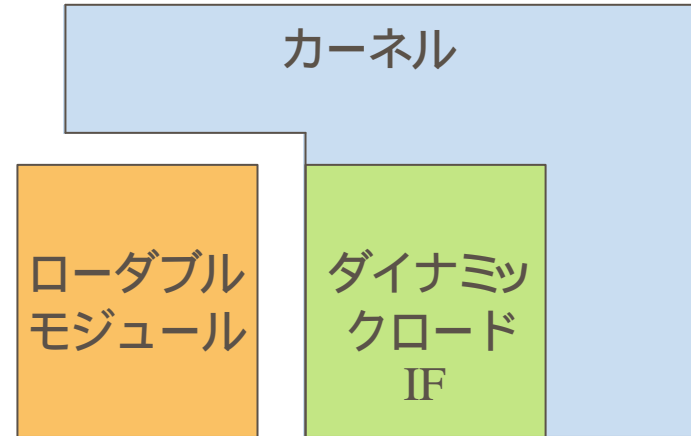 カーネル
ローダブル
モジュール
ダイナミッ
クロード
IF